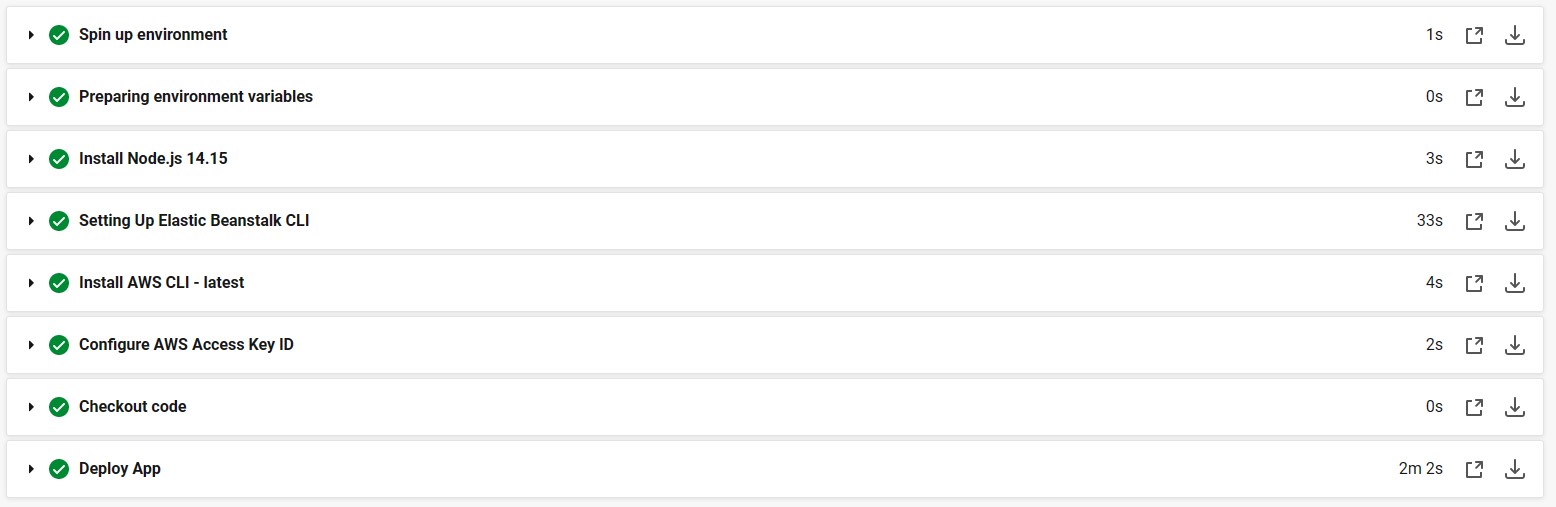 Spin up environment 1s
Preparing environment variables 0s
Install Node.js 14.15 3s
Setting Up Elastic Beanstalk CLI 33s
Install AWS CLI - latest 4s
Configure AWS Access Key ID 2s
Checkout code 0s
Deploy App 2m 2s